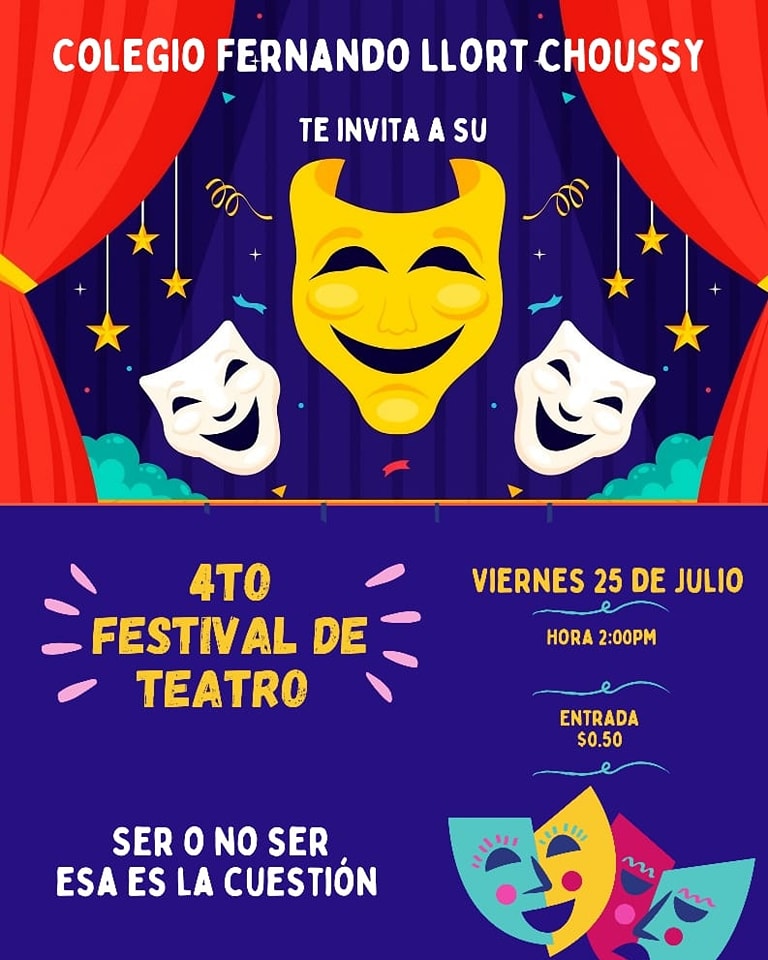 COLEGIO FERNANDO LLORT CHOUSSY
TE INVITA A SU
4TO
FESTIVAL DE
TEATRO
VIERNES 25 DE JULIO
HORA 2:00PM
ENTRADA
$0.50
SER O NO SER
ESA ES LA CUESTIÓN